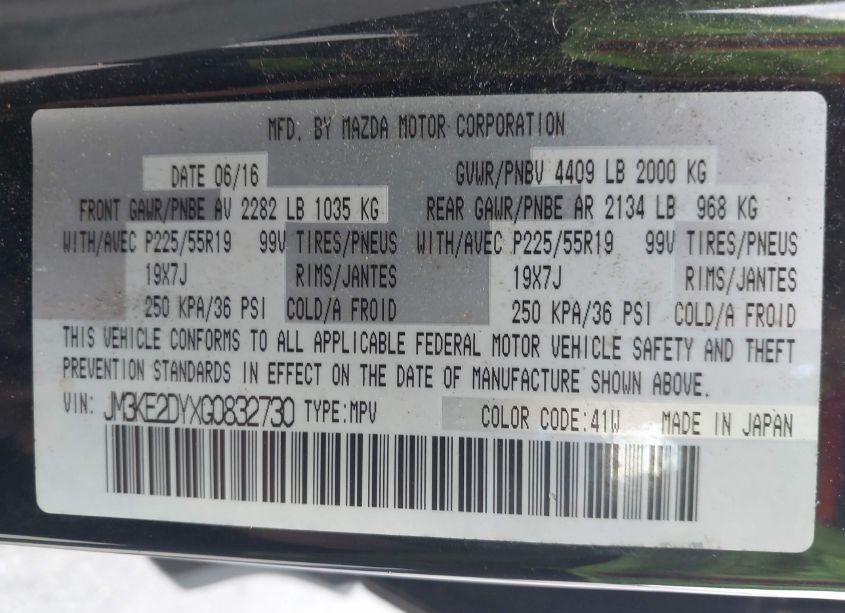 MFD. BY MAZDA MOTOR CORPORATION
DATE 06/16 GVWR/PNBV 4409 LB 2000 KG
FRONT GAWR/PNBE AV 2282 LB 1035 KG REAR GAWR/PNBE AR 2134 LB 968 KG
WITH/AVEC P225/55R19 99V TIRES/PNEUS WITH/AVEC P225/55R19 99V TIRES/PNEUS
19X7J RIMS/JANTES 19X7J RIMS/JANTES
250 KPA/36 PSI COLD/A FROID 250 KPA/36 PSI COLD/A FROID
THIS VEHICLE CONFORMS TO ALL APPLICABLE FEDERAL MOTOR VEHICLE SAFETY AND THEFT
PREVENTION STANDARDS IN EFFECT ON THE DATE OF MANUFACTURE SHOWN ABOVE.
VIN: JM3KE2DYXG0832730 TYPE:MPV COLOR CODE:41W MADE IN JAPAN